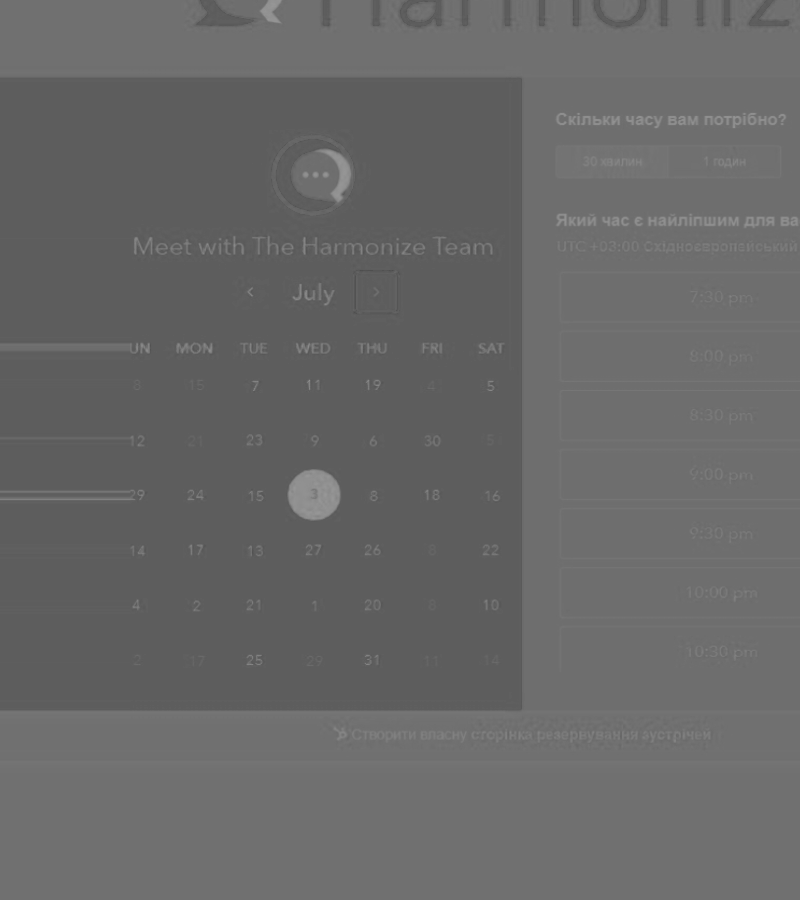 Harmoniz
Скільки часу вам потрібно?
30 хвилин 1 годин
Meet with The Harmonize Team
Який час є найліпшим для ва
UTC +03:00 Східноєвропейський
July
7:30 pm
8:00 pm
8:30 pm
9:00 pm
9:30 pm
10:00 pm
10:30 pm
UN MON TUE WED THU FRI SAT
8 15 7 11 19 4 5
12 21 23 9 6 30 5
29 24 15 3 8 18 16
14 17 13 27 26 8 22
4 2 21 1 20 8 10
2 17 25 29 31 11 14
Створити власну сторінка резервування зустрічей